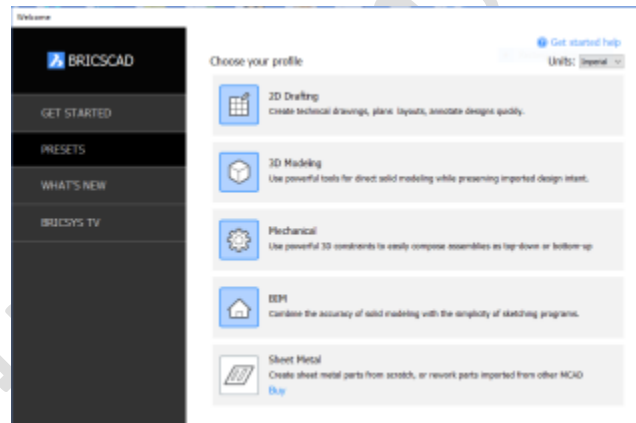 Welcome
BRICSCAD
GET STARTED
PRESETS
WHAT'S NEW
BRICSYS TV
Get started help
Choose your profile
Units: Imperial
2D Drafting
Create technical drawings, plans, layouts, annotate designs quickly.
3D Modeling
Use powerful tools for direct solid modeling while preserving imported design intent.
Mechanical
Use powerful 3D constraints to easily compose assemblies as top-down or bottom-up
BIM
Combine the accuracy of solid modeling with the simplicity of sketching programs.
Sheet Metal
Create sheet metal parts from scratch, or rework parts imported from other MCAD
Buy